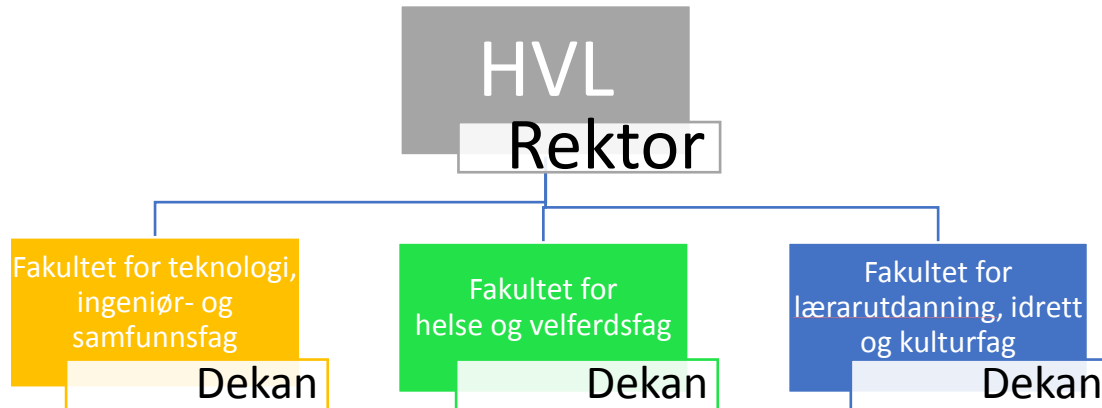 HVL
Rektor
Fakultet for teknologi,
ingeniør- og
samfunnsfag
Dekan
Fakultet for
helse og velferdsfag
Dekan
Fakultet for
lærarutdanning, idrett
og kulturfag
Dekan